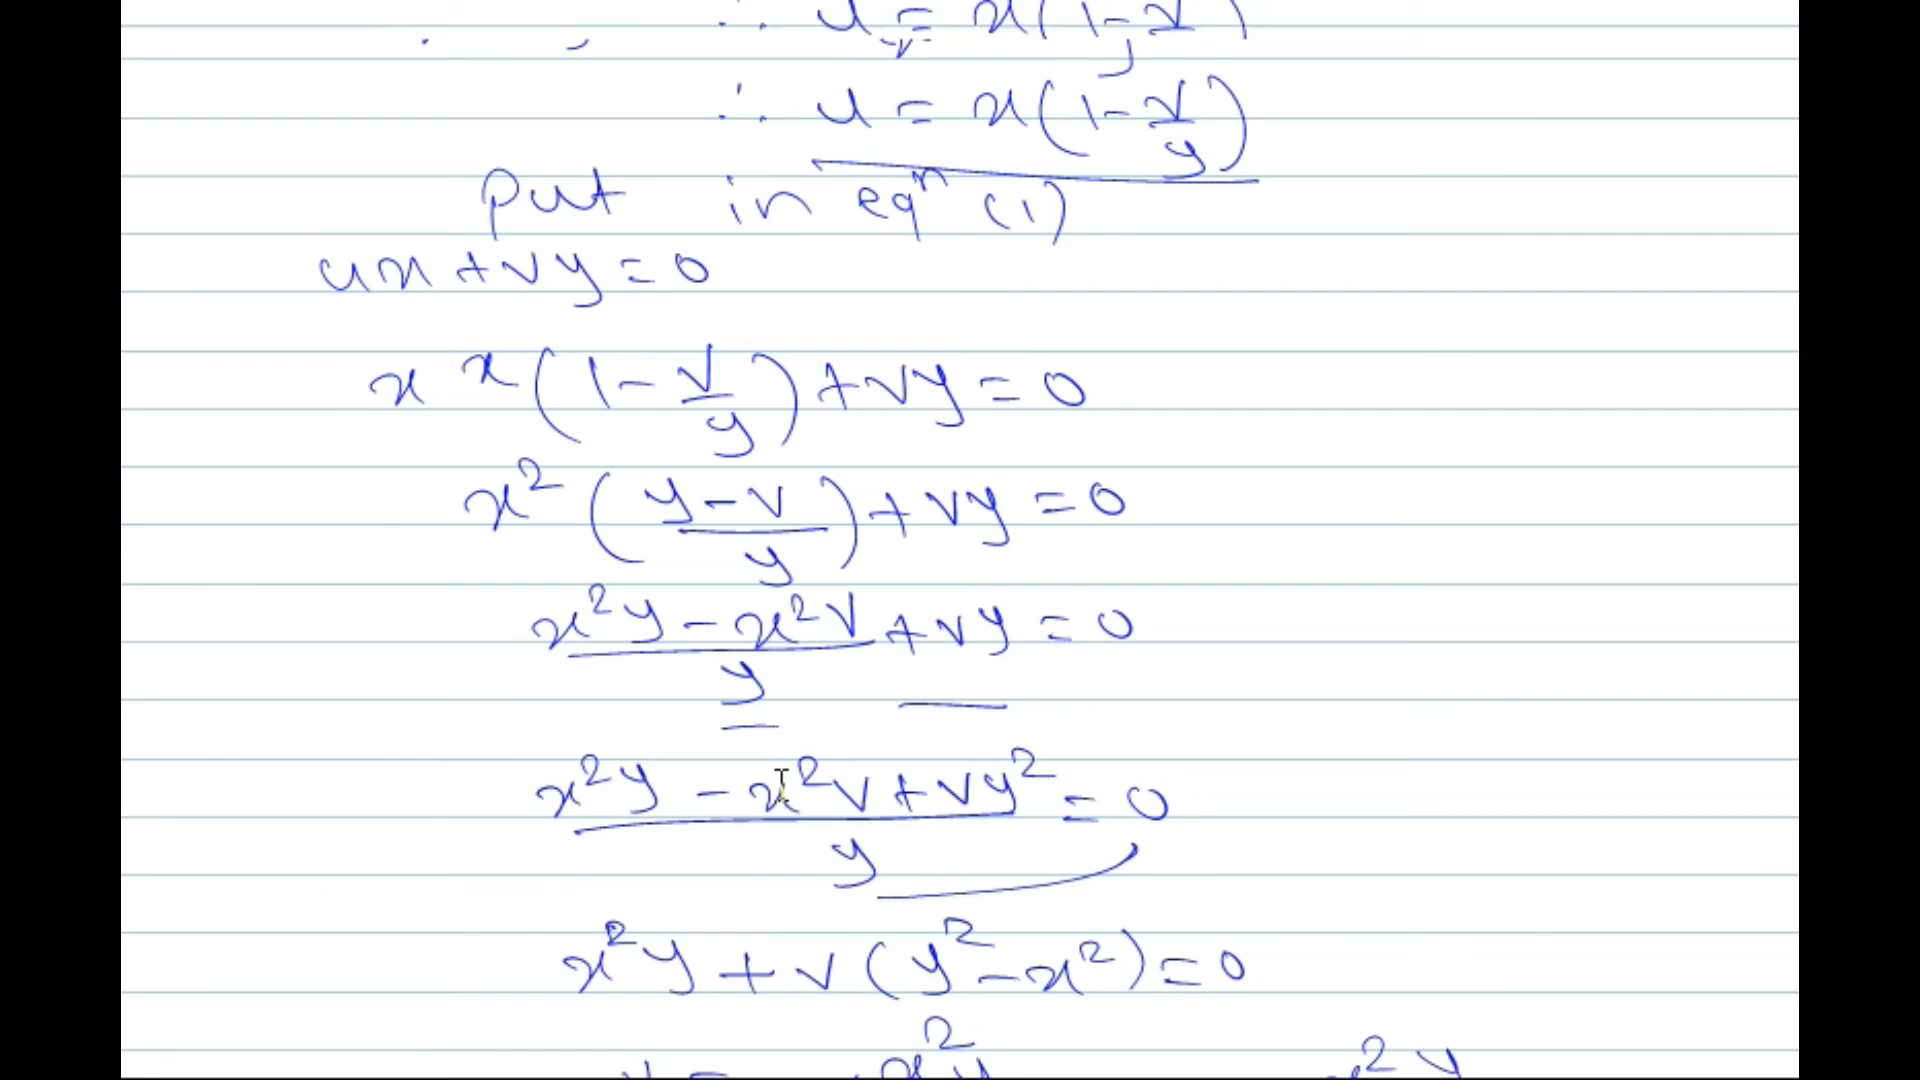 ∴ u = x(1-v/y)
∴ u = x(1-v/y)
Put in eqⁿ (1)
ux+vy=0
x x(1-v/y)+vy=0
x²((y-v)/y)+vy=0
(x²y-x²v)/y+vy=0
(x²y-x²v+vy²)/y=0
x²y+v(y²-x²)=0